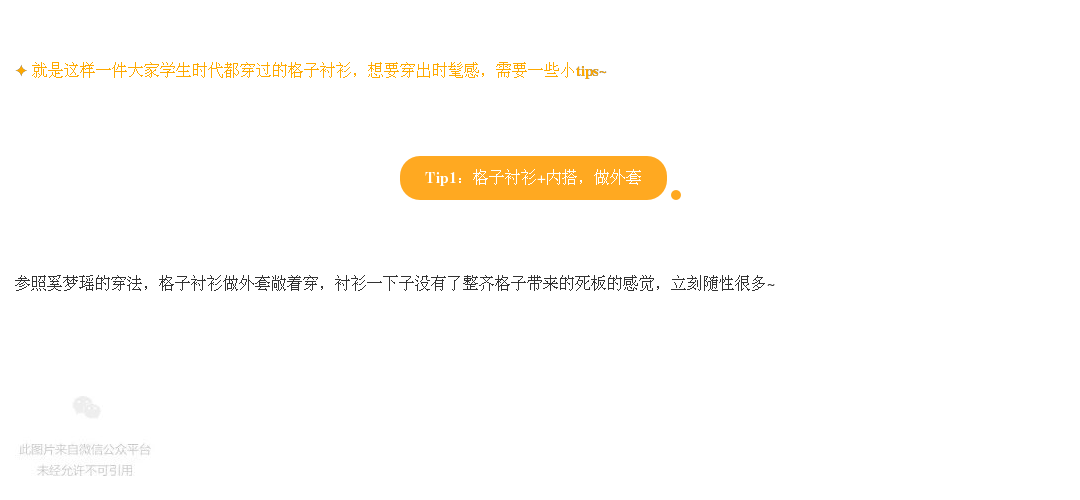 ✦ 就是这样一件大家学生时代都穿过的格子衬衫，想要穿出时髦感，需要一些小tips~
Tip1：格子衬衫+内搭，做外套
参照奚梦瑶的穿法，格子衬衫做外套敞着穿，衬衫一下子没有了整齐格子带来的死板的感觉，立刻随性很多~
此图片来自微信公众平台
未经允许不可引用